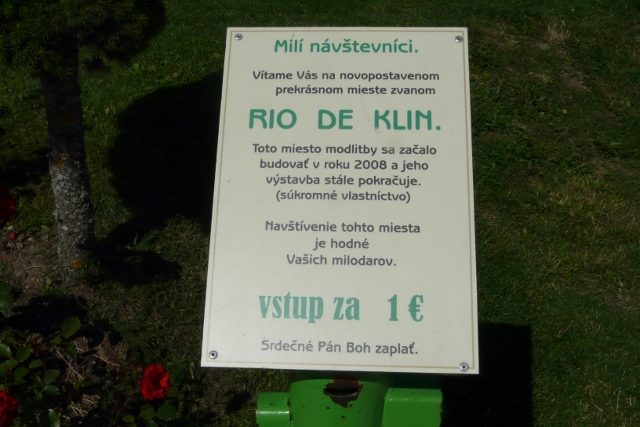 Milí návštevníci.
Vítame Vás na novopostavenom
prekrásnom mieste zvanom
RIO DE KLIN.
Toto miesto modlitby sa začalo
budovať v roku 2008 a jeho
výstavba stále pokračuje.
(súkromné vlastníctvo)
Navštívenie tohto miesta
je hodné
Vašich milodarov.
vstup za 1 €
Srdečné Pán Boh zaplať.